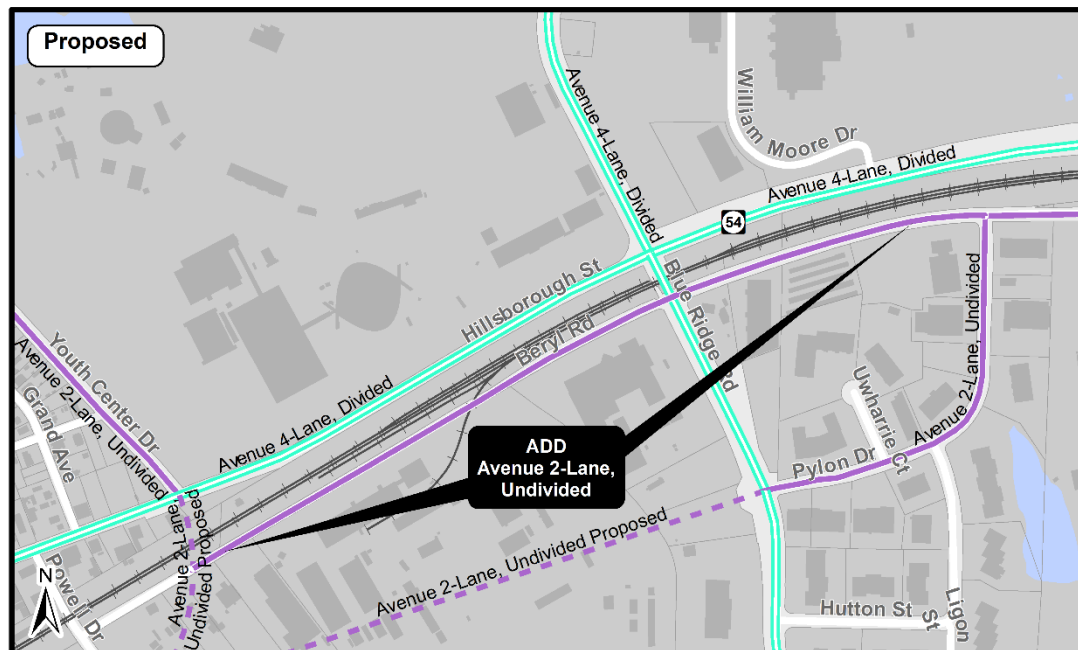 Proposed
William Moore Dr
Avenue 4-Lane, Divided
Avenue 4-Lane, Divided
54
Hillsborough St
Blue Ridge Rd
Beryl Rd
Youth Center Dr
Avenue 2-Lane, Undivided
Grand Ave
Avenue 4-Lane, Divided
Avenue 2-Lane, Undivided
Uwharrie Ct
ADD
Avenue 2-Lane,
Undivided
Pylon Dr
Avenue 2-Lane, Undivided Proposed
Avenue 2-Lane,
Undivided Proposed
Powell Dr
N
Hutton St
Ligon
St